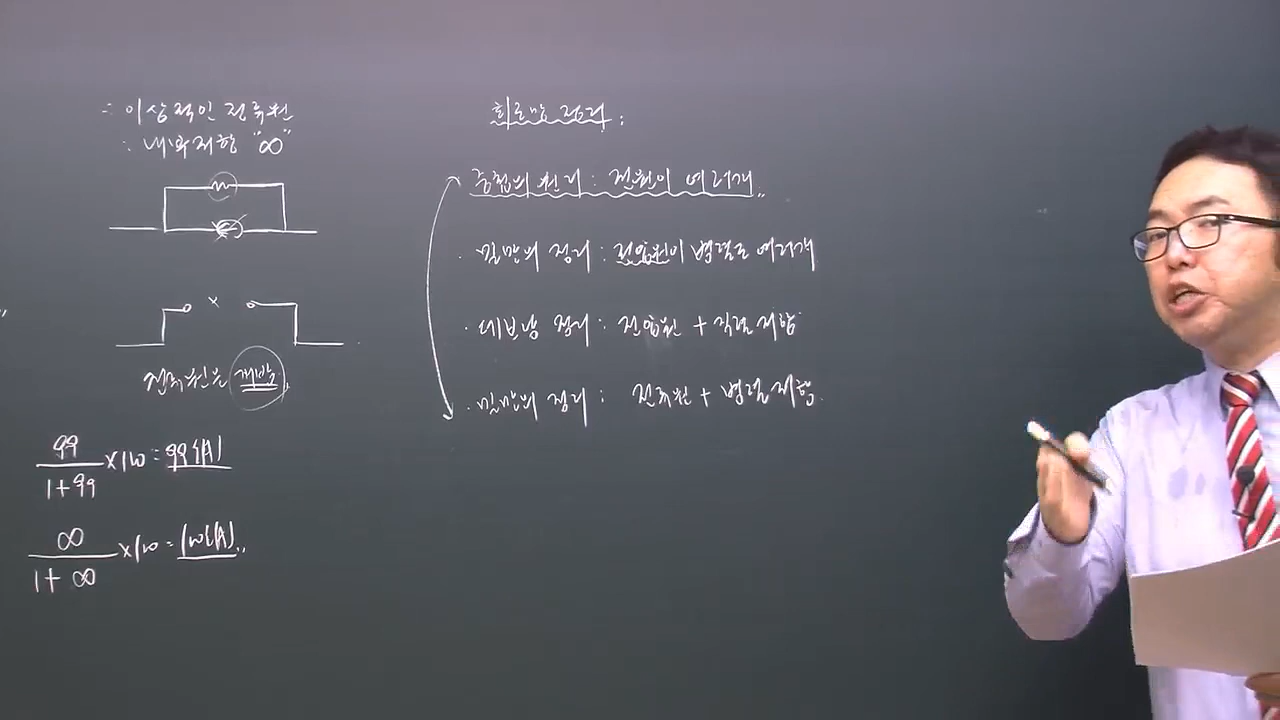 ∴ 이상적인 전류원
∴ 내부저항 "∞"
전류원은 개방
99/1+99 ×100 = 99[A]
∞/1+∞ ×100 = 100[A]
회로망 정리 :
중첩의 원리 : 전원이 여러개
· 밀만의 정리 : 전압원이 병렬로 여러개
· 테브낭 정리 : 전압원 + 직렬저항
· 정리 : 전류원 + 병렬저항